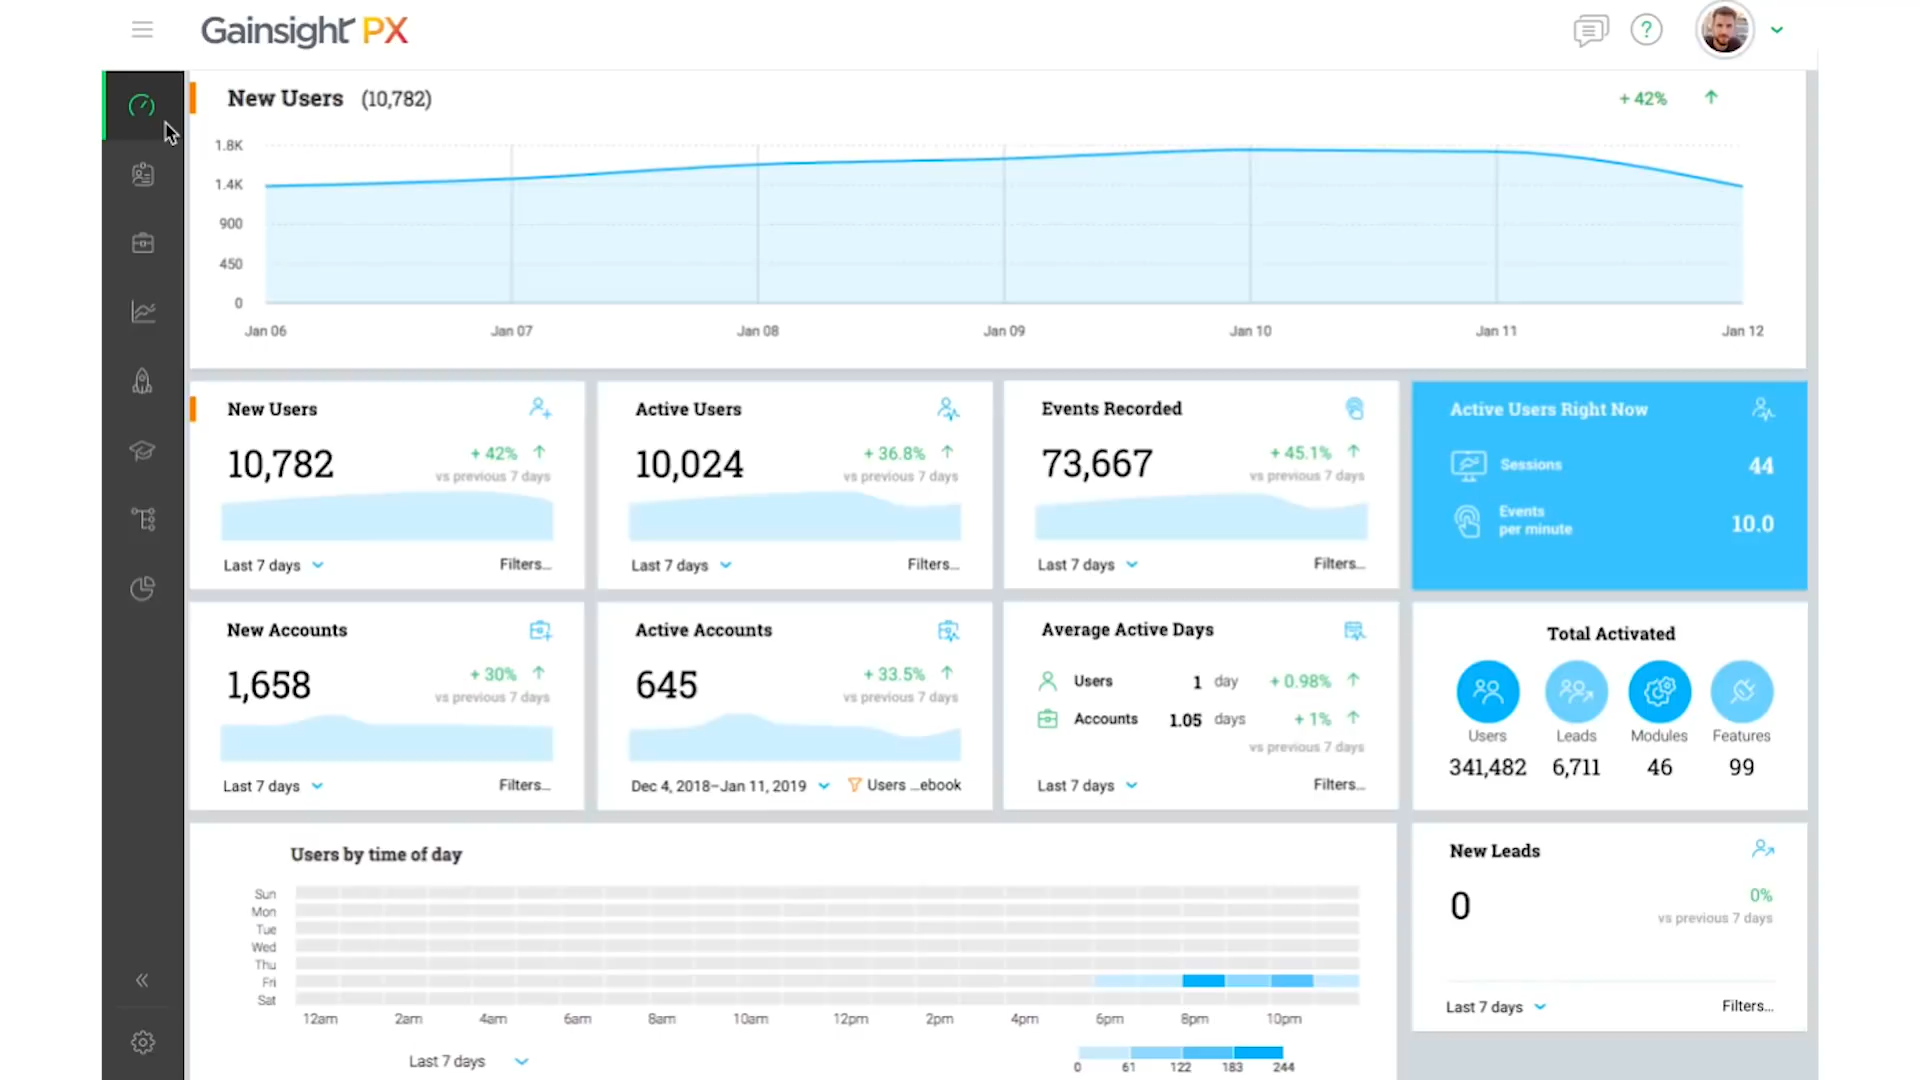 Gainsight PX
?
New Users (10,782)
+ 42%
1.8K
1.4K
900
450
0
Jan 06 Jan 07 Jan 08 Jan 09 Jan 10 Jan 11 Jan 12
New Users
10,782
+ 42%
vs previous 7 days
Last 7 days Filters...
Active Users
10,024
+ 36.8%
vs previous 7 days
Last 7 days Filters...
Events Recorded
73,667
+ 45.1%
vs previous 7 days
Last 7 days Filters...
Active Users Right Now
Sessions 44
Events
per minute 10.0
New Accounts
1,658
+ 30%
vs previous 7 days
Last 7 days Filters...
Active Accounts
645
+ 33.5%
vs previous 7 days
Dec 4, 2018–Jan 11, 2019 Users ...ebook
Average Active Days
Users 1 day + 0.98%
Accounts 1.05 days + 1%
vs previous 7 days
Last 7 days Filters...
Total Activated
Users Leads Modules Features
341,482 6,711 46 99
Users by time of day
Sun
Mon
Tue
Wed
Thu
Fri
Sat
12am 2am 4am 6am 8am 10am 12pm 2pm 4pm 6pm 8pm 10pm
Last 7 days
0 61 122 183 244
New Leads
0
0%
vs previous 7 days
Last 7 days Filters...